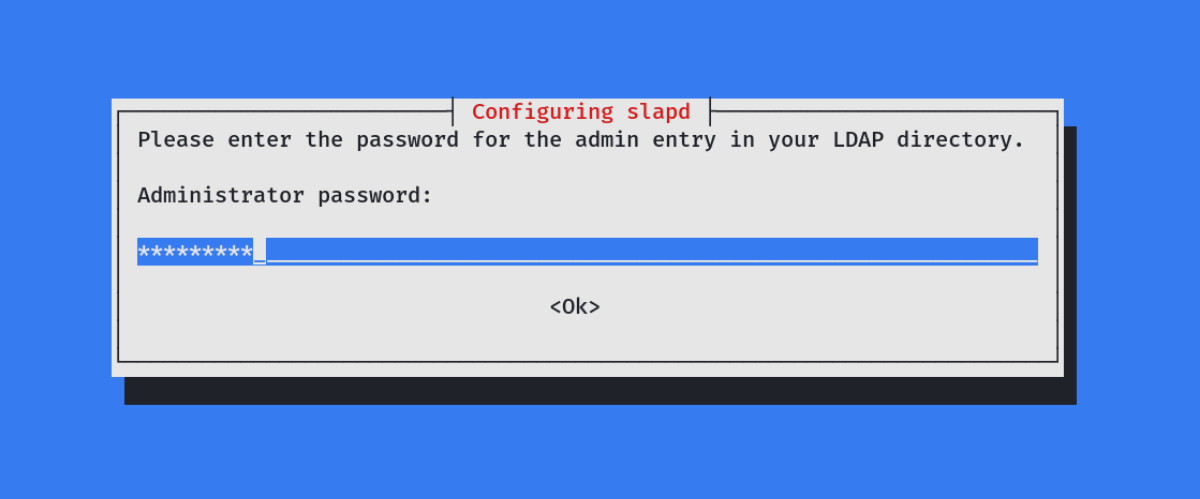 Configuring slapd
Please enter the password for the admin entry in your LDAP directory.
Administrator password:
*********_
<Ok>